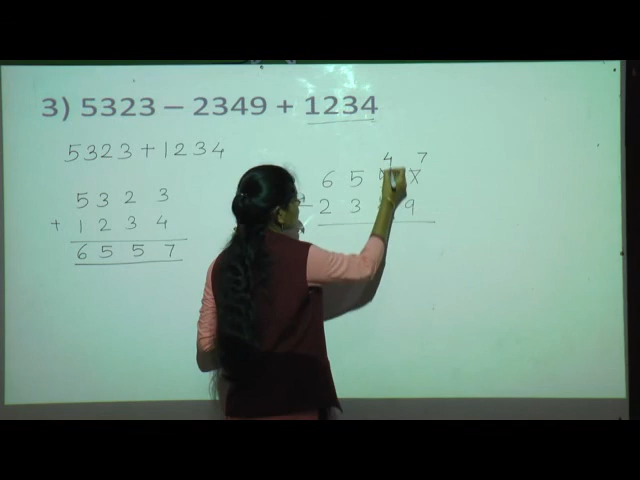 3) 5323 – 2349 + 1234
5323 + 1234
5 3 2 3
+ 1 2 3 4
6 5 5 7
4 7
6 5
2 3 9